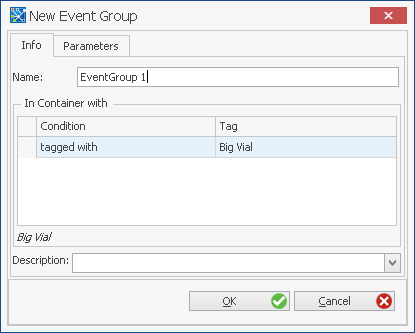 New Event Group
Info Parameters
Name: EventGroup 1
In Container with
Condition Tag
tagged with Big Vial
Big Vial
Description:
OK Cancel